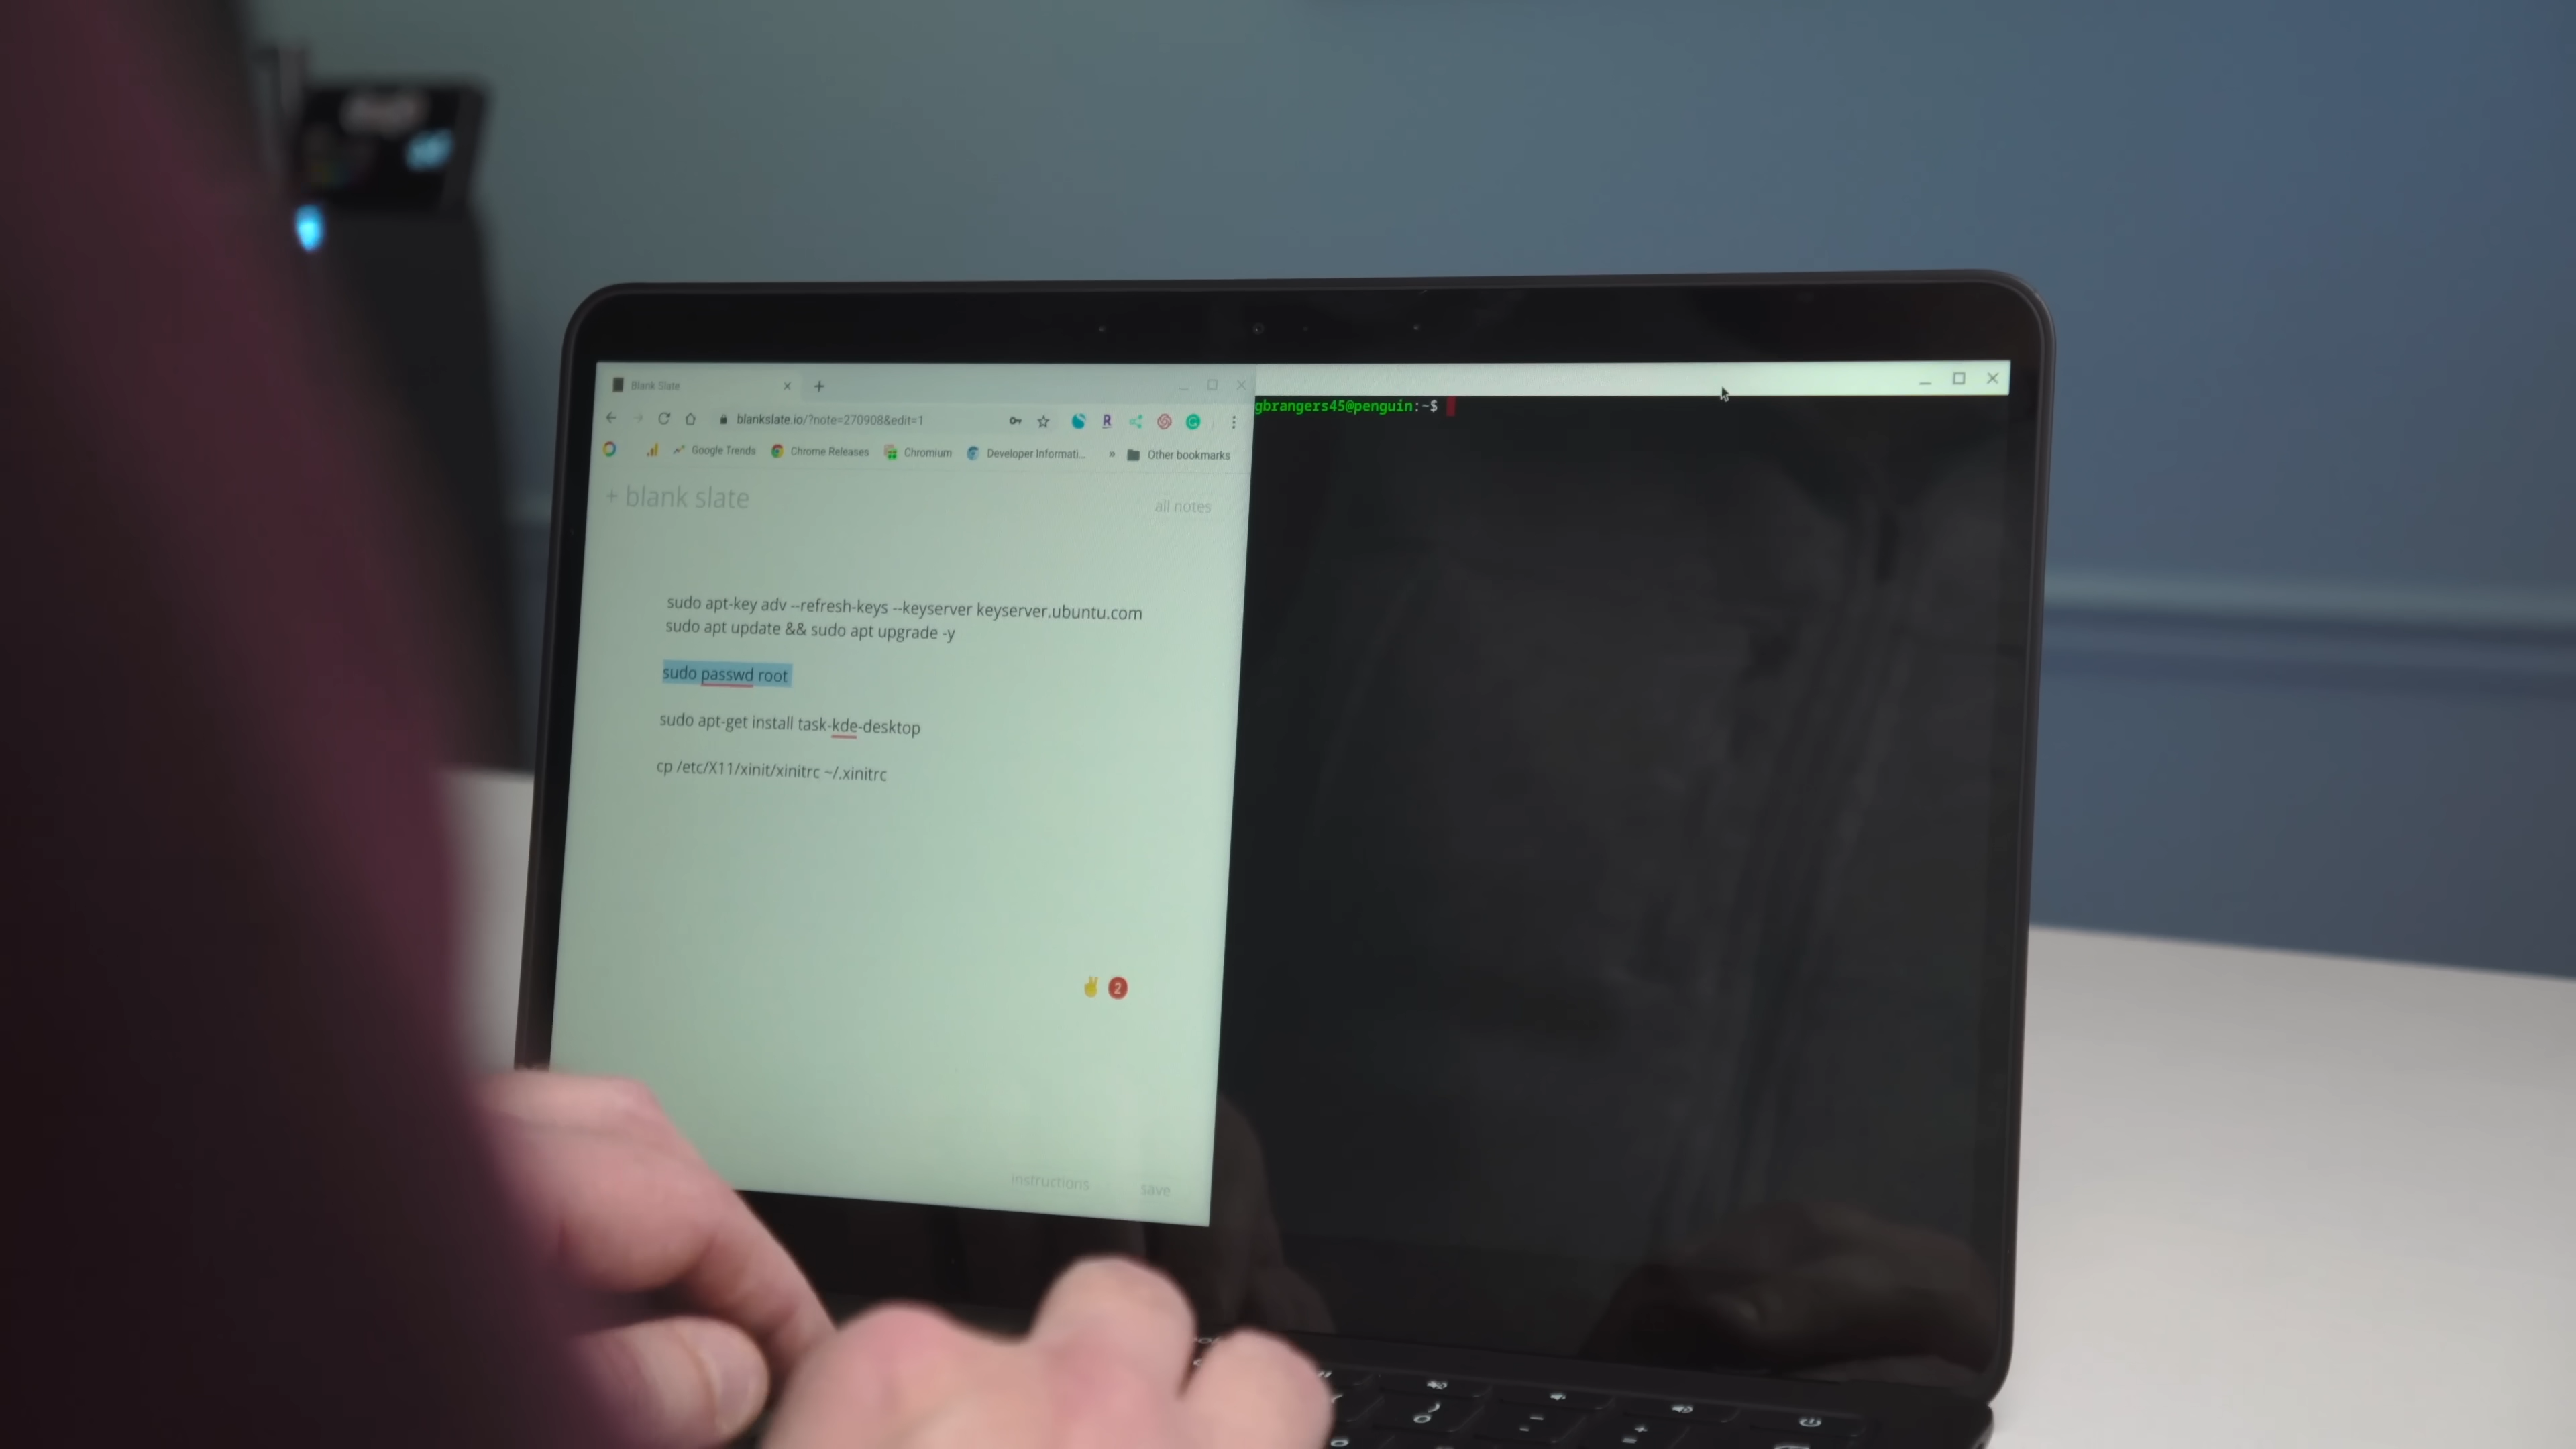 Blank Slate
blankslate.io/?note=270908&edit=1
Google Trends Chrome Releases Chromium Developer Informati... » Other bookmarks
+ blank slate
all notes
sudo apt-key adv --refresh-keys --keyserver keyserver.ubuntu.com
sudo apt update && sudo apt upgrade -y
sudo passwd root
sudo apt-get install task-kde-desktop
cp /etc/X11/xinit/xinitrc ~/.xinitrc
2
instructions
save
gbrangers45@penguin:~$